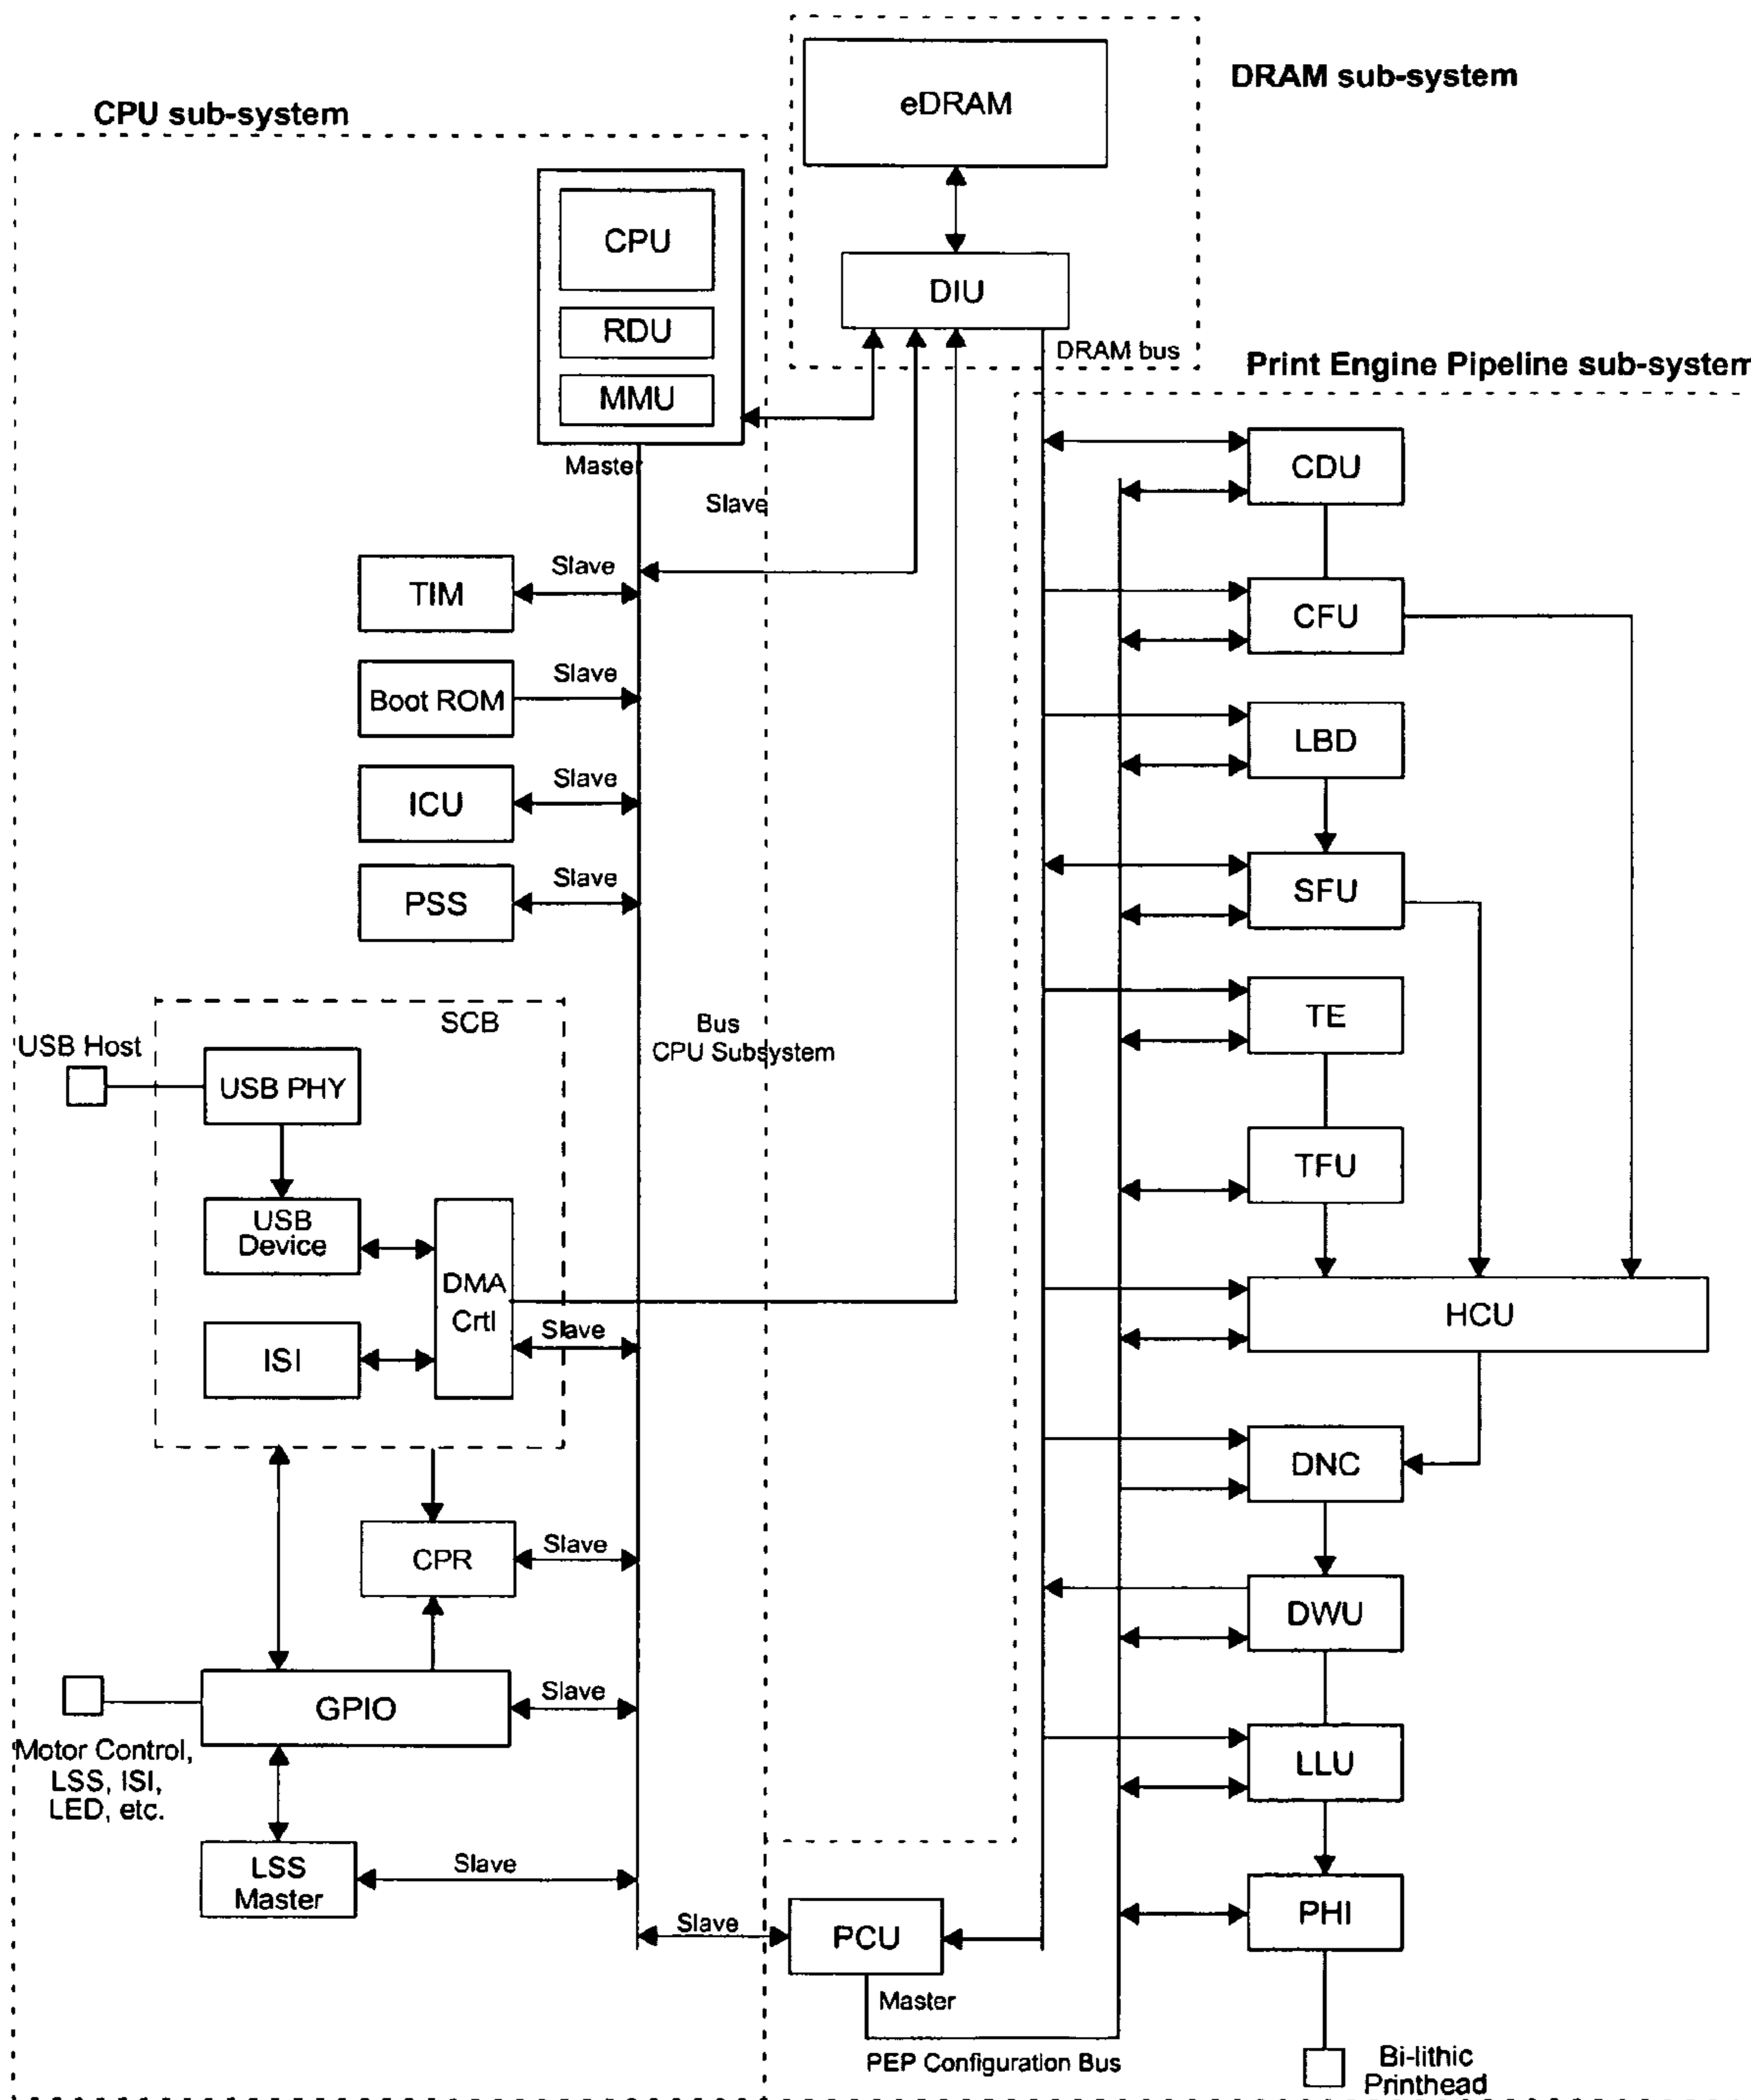 DRAM sub-system
eDRAM
CPU sub-system
CPU
DIU
RDU
DRAM bus
Print Engine Pipeline sub-system
MMU
Master
CDU
Slave
TIM
Slave
CFU
Boot ROM
Slave
LBD
ICU
Slave
PSS
Slave
SFU
SCB
TE
Bus
CPU Subsystem
USB Host
USB PHY
TFU
USB
Device
DMA
Crtl
Slave
HCU
ISI
DNC
CPR
Slave
DWU
GPIO
Slave
Motor Control,
LSS, ISI,
LED, etc.
LLU
LSS
Master
Slave
PHI
Slave
PCU
Master
PEP Configuration Bus
Bi-lithic
Printhead